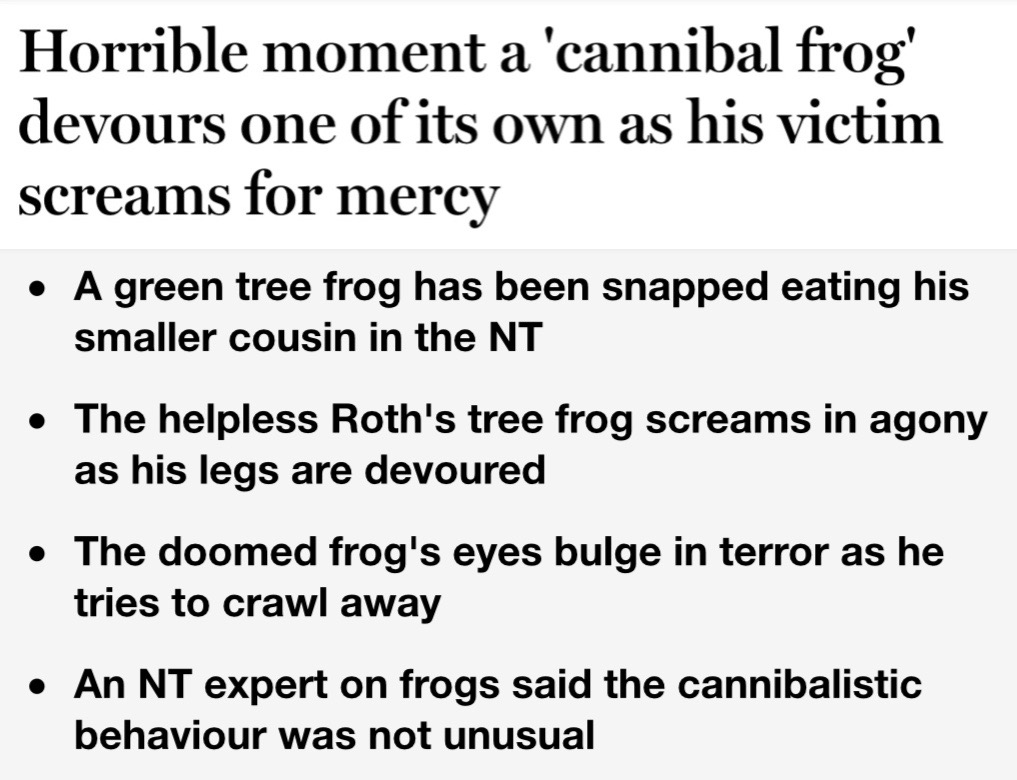 Horrible moment a 'cannibal frog'
devours one of its own as his victim
screams for mercy
• A green tree frog has been snapped eating his
smaller cousin in the NT
• The helpless Roth's tree frog screams in agony
as his legs are devoured
• The doomed frog's eyes bulge in terror as he
tries to crawl away
• An NT expert on frogs said the cannibalistic
behaviour was not unusual